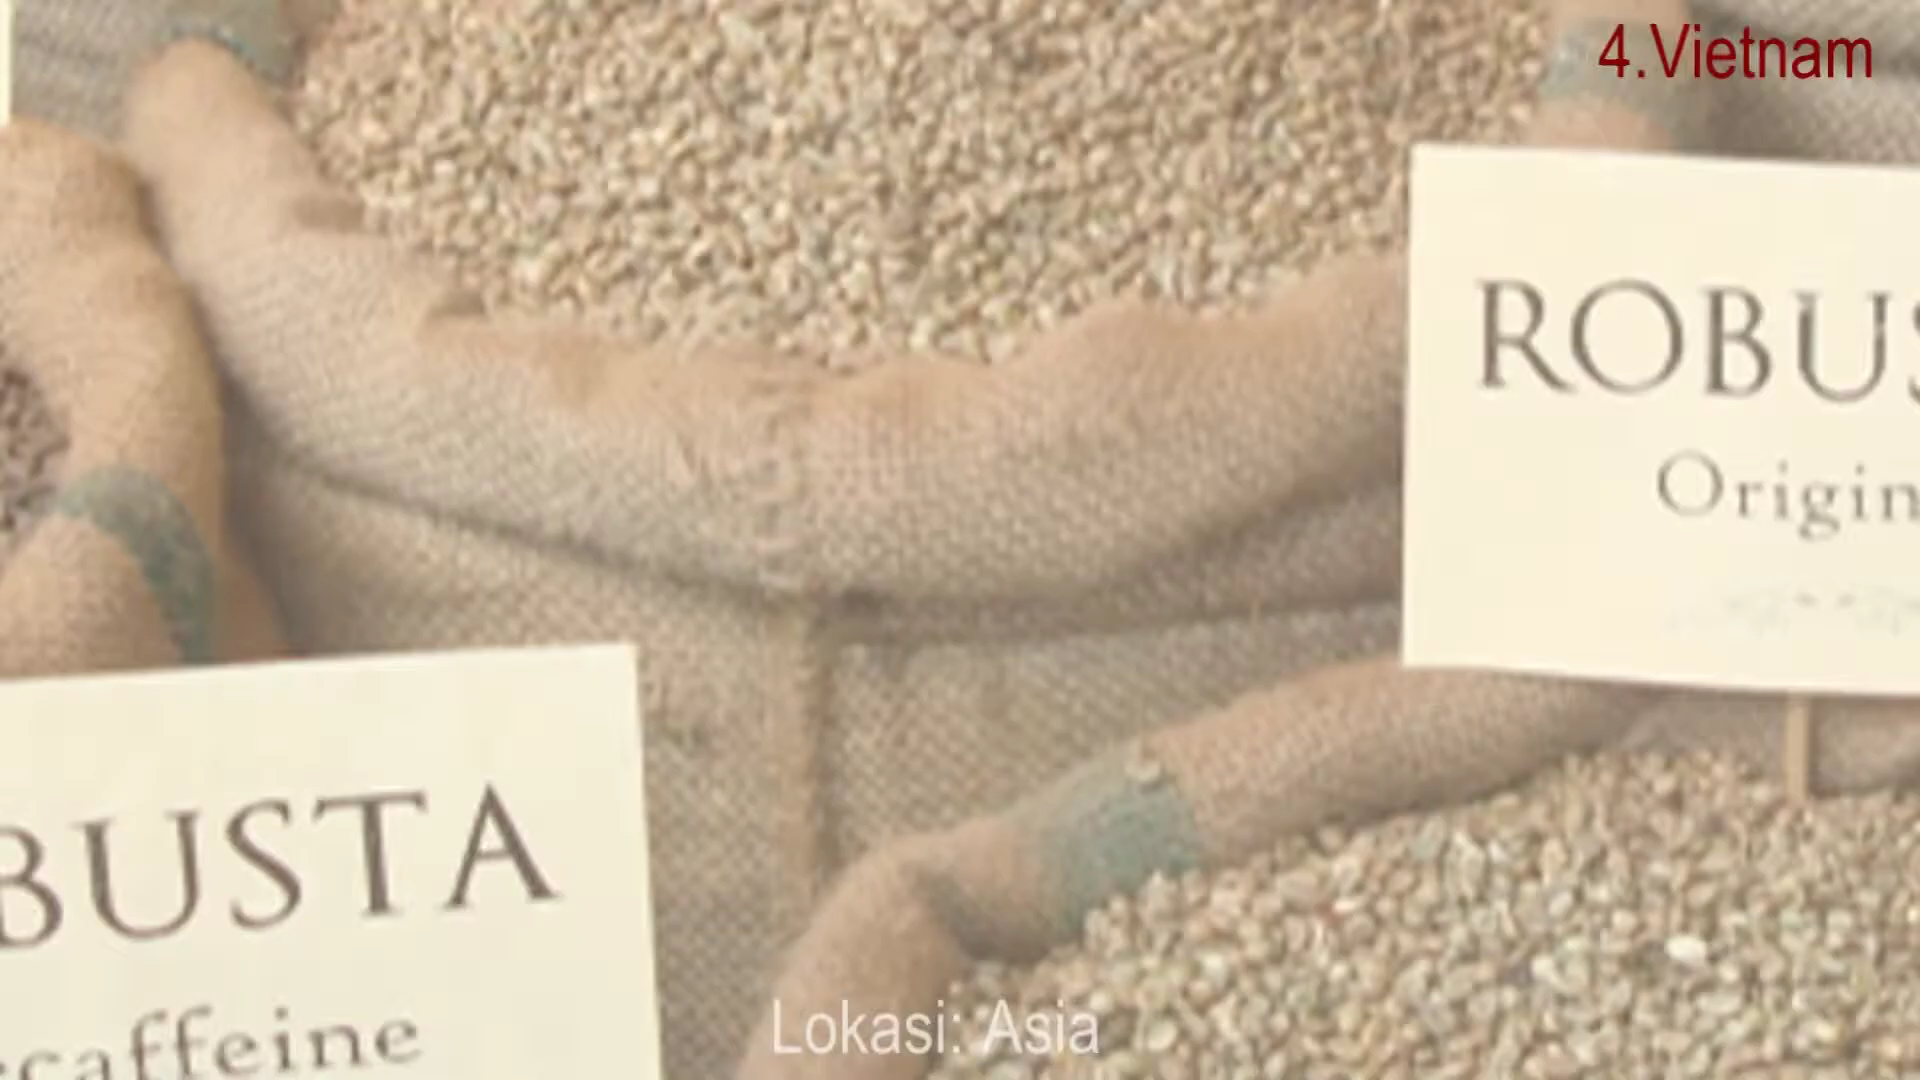 4.Vietnam
ROBUS
Origin
BUSTA
caffeine
Lokasi: Asia